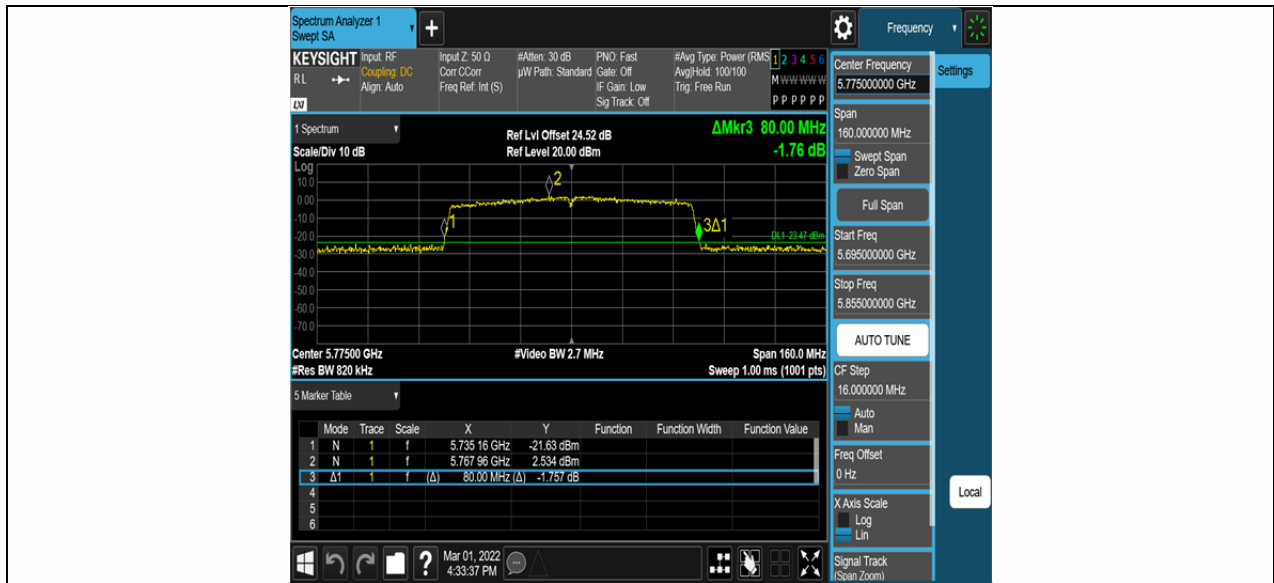 Spectrum Analyzer 1
Swept SA
+
Frequency
KEYSIGHT
RL
LXI
Input: RF
Coupling: DC
Align: Auto
Input Z: 50 Ω
Corr CCorr
Freq Ref: Int (S)
#Atten: 30 dB
µW Path: Standard
PNO: Fast
Gate: Off
IF Gain: Low
Sig Track: Off
#Avg Type: Power (RMS
Avg|Hold: 100/100
Trig: Free Run
1 2 3 4 5 6
M W W W W W
P P P P P P
1 Spectrum
Scale/Div 10 dB
Ref Lvl Offset 24.52 dB
Ref Level 20.00 dBm
ΔMkr3 80.00 MHz
-1.76 dB
Log
10.0
0.00
-10.0
-20.0
-30.0
-40.0
-50.0
-60.0
-70.0
2
1
3Δ1
DL1 -23.47 dBm
Center 5.77500 GHz
#Res BW 820 kHz
#Video BW 2.7 MHz
Span 160.0 MHz
Sweep 1.00 ms (1001 pts)
5 Marker Table
Mode Trace Scale X Y Function Function Width Function Value
1 N 1 f 5.735 16 GHz -21.63 dBm
2 N 1 f 5.767 96 GHz 2.534 dBm
3 Δ1 1 f (Δ) 80.00 MHz (Δ) -1.757 dB
4
5
6
?
Mar 01, 2022
4:33:37 PM
Center Frequency
5.775000000 GHz
Span
160.000000 MHz
Swept Span
Zero Span
Full Span
Start Freq
5.695000000 GHz
Stop Freq
5.855000000 GHz
AUTO TUNE
CF Step
16.000000 MHz
Auto
Man
Freq Offset
0 Hz
X Axis Scale
Log
Lin
Signal Track
(Span Zoom)
Settings
Local